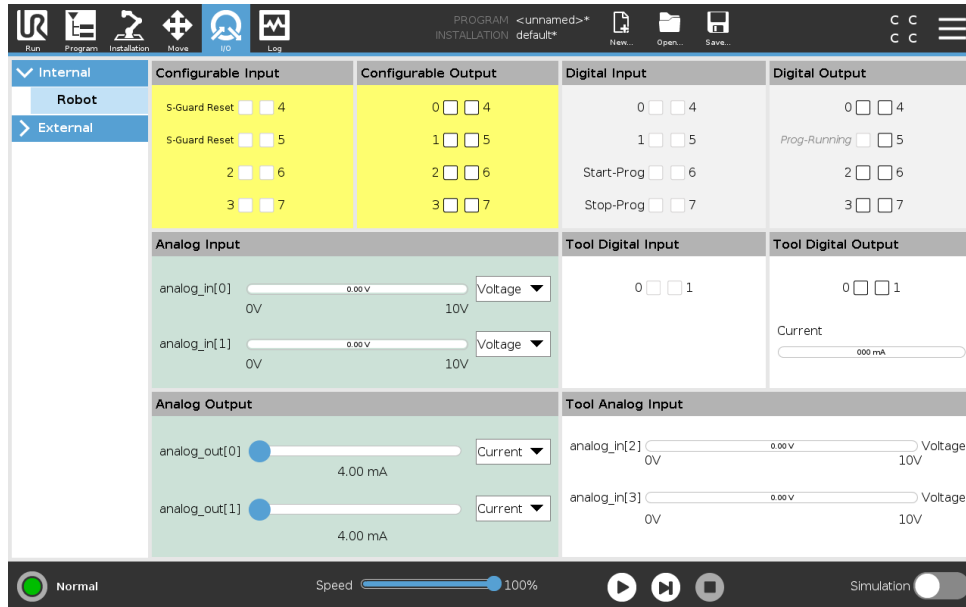 PROGRAM <unnamed>*
INSTALLATION default*
UR
Run Program Installation Move I/O Log New... Open... Save...
C C
C C
Internal
Robot
External
Configurable Input
S-Guard Reset 4
S-Guard Reset 5
2 6
3 7
Configurable Output
0 4
1 5
2 6
3 7
Digital Input
0 4
1 5
Start-Prog 6
Stop-Prog 7
Digital Output
0 4
Prog-Running 5
2 6
3 7
Analog Input
analog_in[0] 0.00 V Voltage
0V 10V
analog_in[1] 0.00 V Voltage
0V 10V
Tool Digital Input
0 1
Tool Digital Output
0 1
Current
000 mA
Analog Output
analog_out[0] Current
4.00 mA
analog_out[1] Current
4.00 mA
Tool Analog Input
analog_in[2] 0.00 V Voltage
0V 10V
analog_in[3] 0.00 V Voltage
0V 10V
Normal Speed 100% Simulation